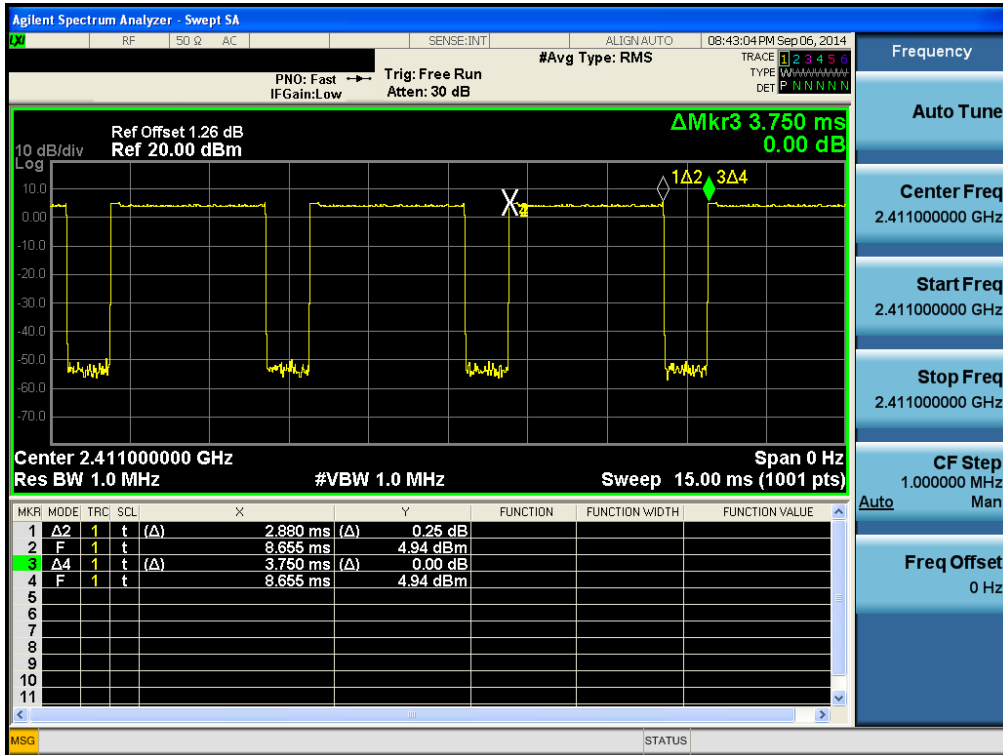 Agilent Spectrum Analyzer - Swept SA
LXI RF 50 Ω AC SENSE:INT ALIGN AUTO 08:43:04 PM Sep 06, 2014
#Avg Type: RMS
TRACE 1 2 3 4 5 6
TYPE W
DET P N N N N N
PNO: Fast
IFGain:Low
Trig: Free Run
Atten: 30 dB
ΔMkr3 3.750 ms
0.00 dB
Ref Offset 1.26 dB
10 dB/div Ref 20.00 dBm
Log
10.0
0.00
-10.0
-20.0
-30.0
-40.0
-50.0
-60.0
-70.0
1Δ2 3Δ4
X
Center 2.411000000 GHz Span 0 Hz
Res BW 1.0 MHz #VBW 1.0 MHz Sweep 15.00 ms (1001 pts)
MKR MODE TRC SCL X Y FUNCTION FUNCTION WIDTH FUNCTION VALUE
1 Δ2 1 t (Δ) 2.880 ms (Δ) 0.25 dB
2 F 1 t 8.655 ms 4.94 dBm
3 Δ4 1 t (Δ) 3.750 ms (Δ) 0.00 dB
4 F 1 t 8.655 ms 4.94 dBm
5
6
7
8
9
10
11
MSG STATUS
Frequency
Auto Tune
Center Freq
2.411000000 GHz
Start Freq
2.411000000 GHz
Stop Freq
2.411000000 GHz
CF Step
1.000000 MHz
Auto Man
Freq Offset
0 Hz